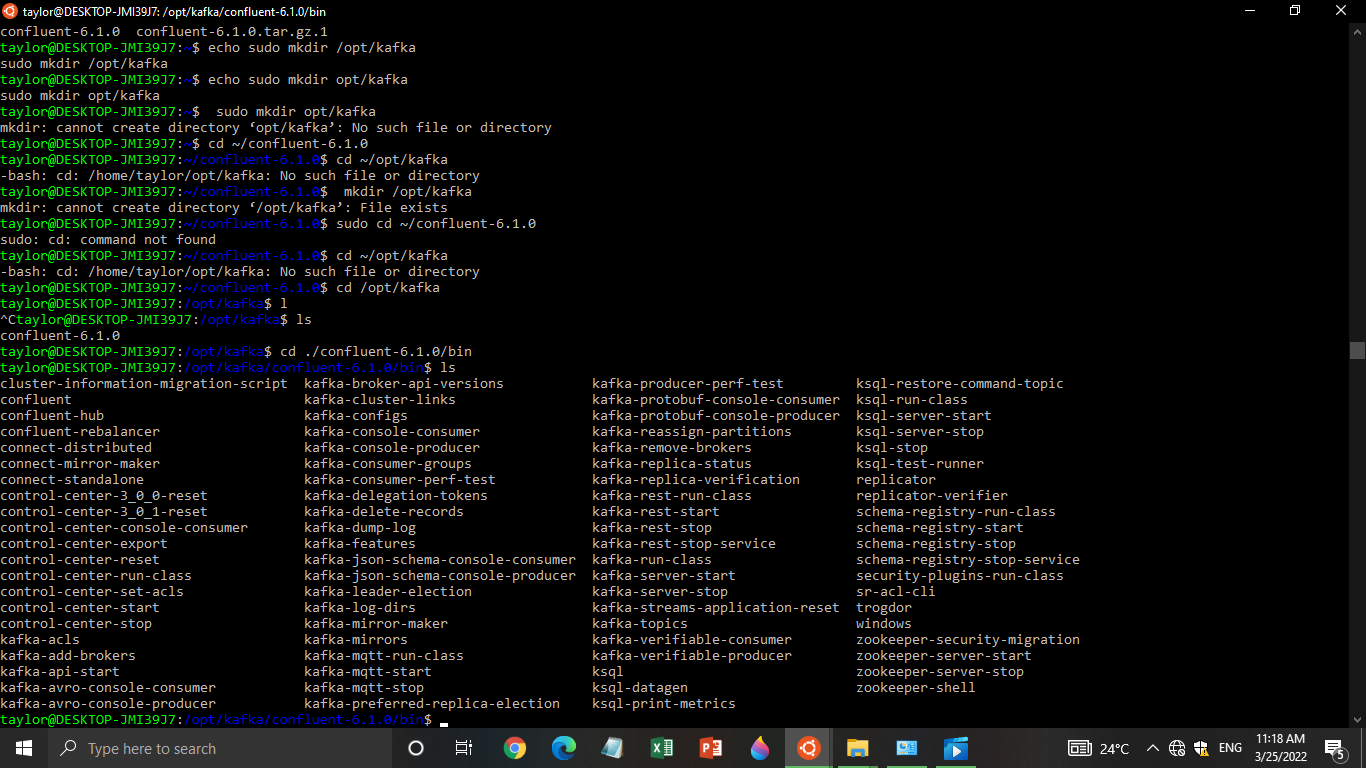 taylor@DESKTOP-JMI39J7: /opt/kafka/confluent-6.1.0/bin
confluent-6.1.0  confluent-6.1.0.tar.gz.1
taylor@DESKTOP-JMI39J7:~$ echo sudo mkdir /opt/kafka
sudo mkdir /opt/kafka
taylor@DESKTOP-JMI39J7:~$ echo sudo mkdir opt/kafka
sudo mkdir opt/kafka
taylor@DESKTOP-JMI39J7:~$  sudo mkdir opt/kafka
mkdir: cannot create directory ‘opt/kafka’: No such file or directory
taylor@DESKTOP-JMI39J7:~$ cd ~/confluent-6.1.0
taylor@DESKTOP-JMI39J7:~/confluent-6.1.0$ cd ~/opt/kafka
-bash: cd: /home/taylor/opt/kafka: No such file or directory
taylor@DESKTOP-JMI39J7:~/confluent-6.1.0$  mkdir /opt/kafka
mkdir: cannot create directory ‘/opt/kafka’: File exists
taylor@DESKTOP-JMI39J7:~/confluent-6.1.0$ sudo cd ~/confluent-6.1.0
sudo: cd: command not found
taylor@DESKTOP-JMI39J7:~/confluent-6.1.0$ cd ~/opt/kafka
-bash: cd: /home/taylor/opt/kafka: No such file or directory
taylor@DESKTOP-JMI39J7:~/confluent-6.1.0$ cd /opt/kafka
taylor@DESKTOP-JMI39J7:/opt/kafka$ l
^Ctaylor@DESKTOP-JMI39J7:/opt/kafka$ ls
confluent-6.1.0
taylor@DESKTOP-JMI39J7:/opt/kafka$ cd ./confluent-6.1.0/bin
taylor@DESKTOP-JMI39J7:/opt/kafka/confluent-6.1.0/bin$ ls
cluster-information-migration-script  kafka-broker-api-versions  kafka-producer-perf-test  ksql-restore-command-topic
confluent  kafka-cluster-links  kafka-protobuf-console-consumer  ksql-run-class
confluent-hub  kafka-configs  kafka-protobuf-console-producer  ksql-server-start
confluent-rebalancer  kafka-console-consumer  kafka-reassign-partitions  ksql-server-stop
connect-distributed  kafka-console-producer  kafka-remove-brokers  ksql-stop
connect-mirror-maker  kafka-consumer-groups  kafka-replica-status  ksql-test-runner
connect-standalone  kafka-consumer-perf-test  kafka-replica-verification  replicator
control-center-3_0_0-reset  kafka-delegation-tokens  kafka-rest-run-class  replicator-verifier
control-center-3_0_1-reset  kafka-delete-records  kafka-rest-start  schema-registry-run-class
control-center-console-consumer  kafka-dump-log  kafka-rest-stop  schema-registry-start
control-center-export  kafka-features  kafka-rest-stop-service  schema-registry-stop
control-center-reset  kafka-json-schema-console-consumer  kafka-run-class  schema-registry-stop-service
control-center-run-class  kafka-json-schema-console-producer  kafka-server-start  security-plugins-run-class
control-center-set-acls  kafka-leader-election  kafka-server-stop  sr-acl-cli
control-center-start  kafka-log-dirs  kafka-streams-application-reset  trogdor
control-center-stop  kafka-mirror-maker  kafka-topics  windows
kafka-acls  kafka-mirrors  kafka-verifiable-consumer  zookeeper-security-migration
kafka-add-brokers  kafka-mqtt-run-class  kafka-verifiable-producer  zookeeper-server-start
kafka-api-start  kafka-mqtt-start  ksql  zookeeper-server-stop
kafka-avro-console-consumer  kafka-mqtt-stop  ksql-datagen  zookeeper-shell
kafka-avro-console-producer  kafka-preferred-replica-election  ksql-print-metrics
taylor@DESKTOP-JMI39J7:/opt/kafka/confluent-6.1.0/bin$
Type here to search
24°C
ENG
11:18 AM
3/25/2022
5